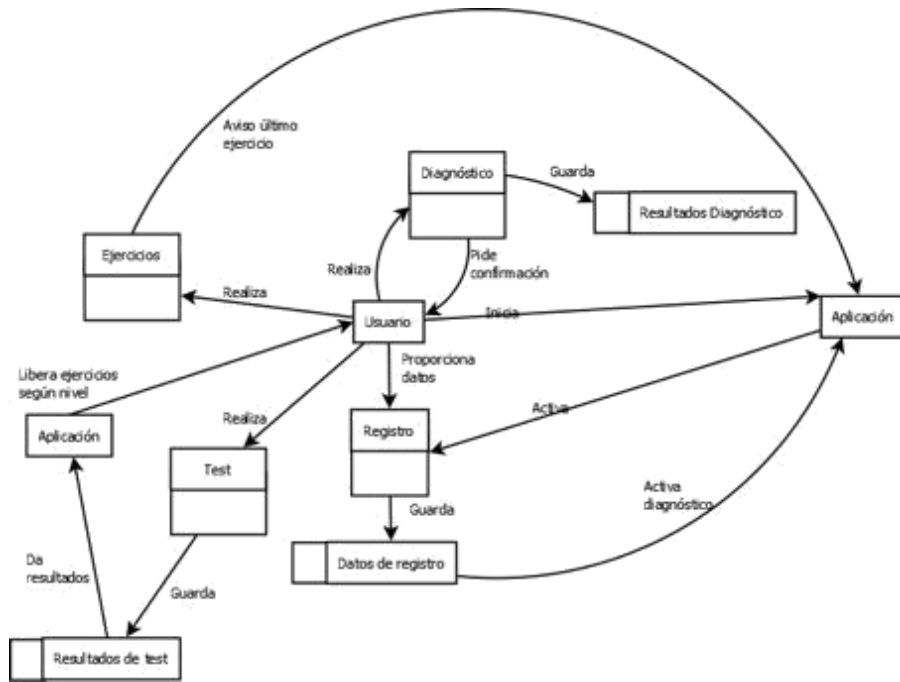 Aviso último
ejercicio
Diagnóstico
Guarda
Resultados Diagnóstico
Ejercicios
Realiza
Pide
confirmación
Realiza
Usuario
Inicia
Aplicación
Proporciona
datos
Libera ejercicios
según nivel
Activa
Aplicación
Realiza
Registro
Test
Activa
diagnóstico
Guarda
Datos de registro
Da
resultados
Guarda
Resultados de test